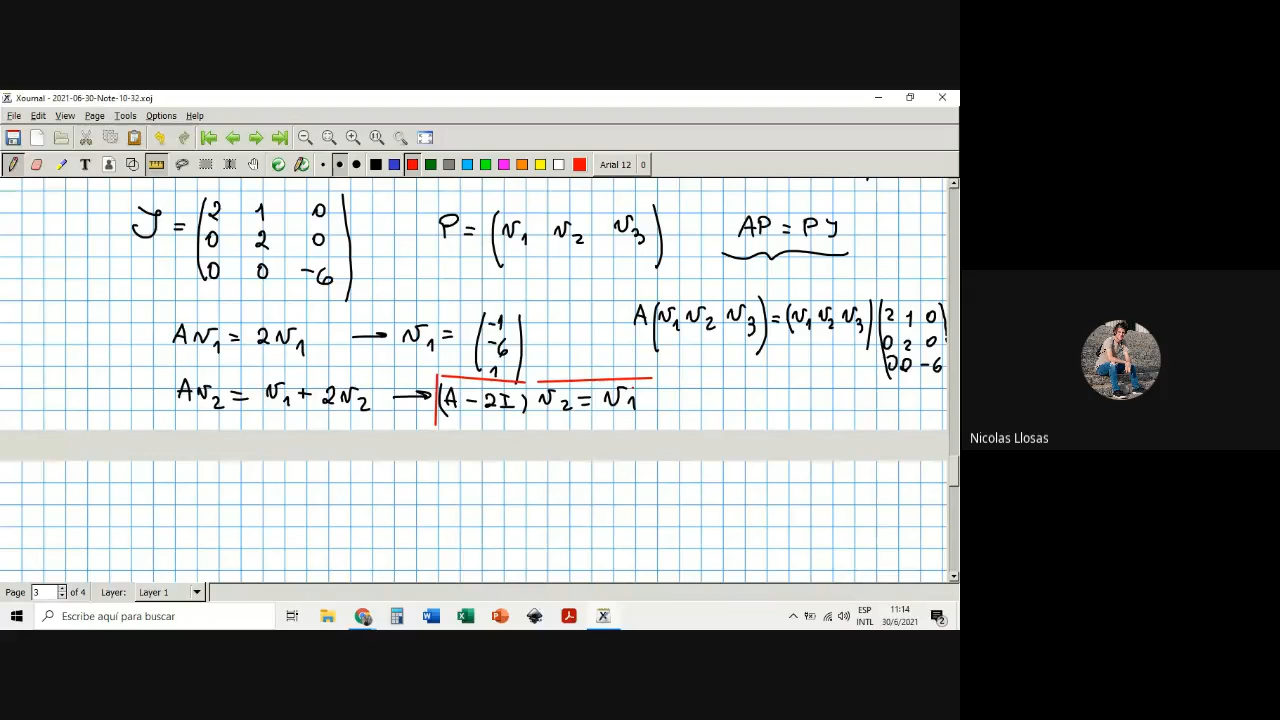 Xournal - 2021-06-30-Note-10-32.xoj
File Edit View Page Tools Options Help
Arial 12 0
J = (2 1 0
0 2 0
0 0 -6)
P = (v1 v2 v3)
AP = PJ
A(v1 v2 v3) = (v1 v2 v3)(2 1 0
0 2 0
0 0 -6
Av1 = 2v1 → v1 = (-1
-6
1)
Av2 = v1 + 2v2 → (A - 2I) v2 = v1
Nicolas Llosas
Page 3 of 4 Layer: Layer 1
Escribe aquí para buscar
ESP
INTL
11:14
30/6/2021
2